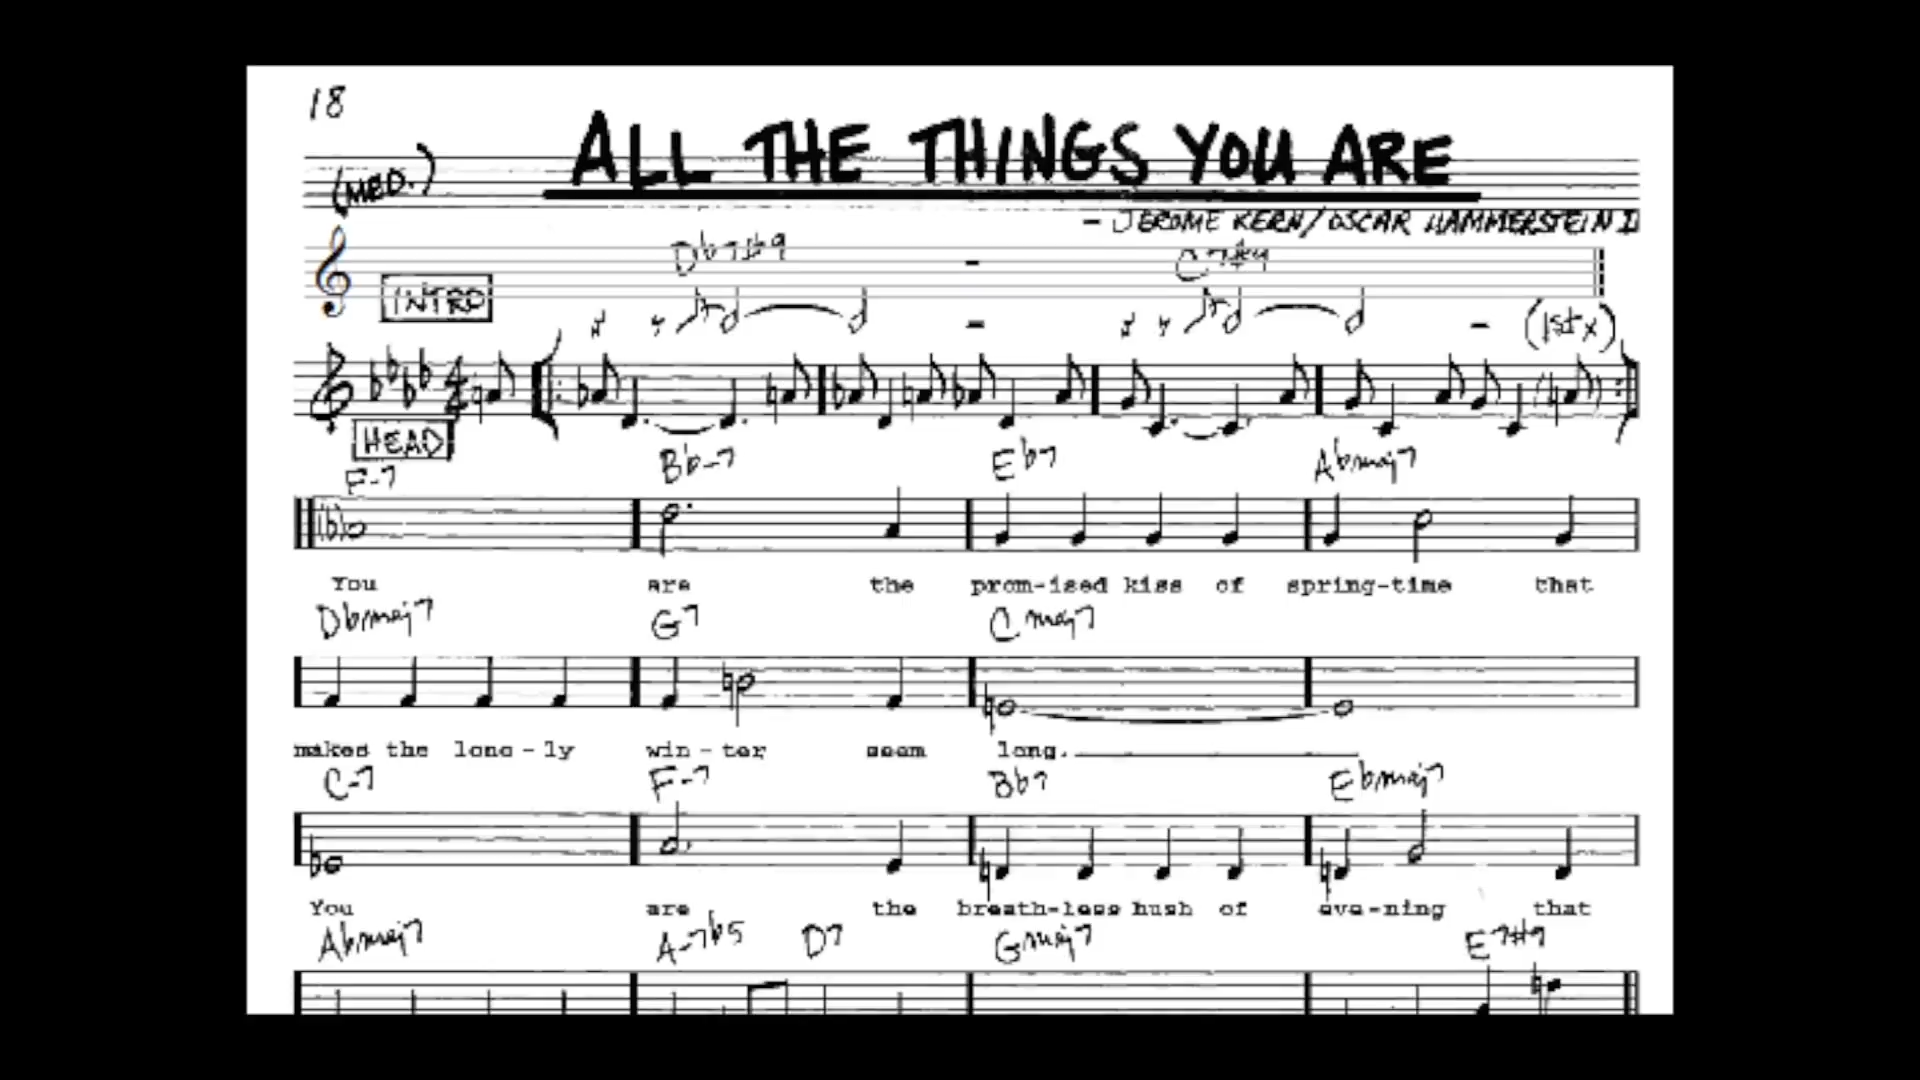 18
ALL THE THINGS YOU ARE
(MED.)
- JEROME KERN/OSCAR HAMMERSTEIN II
Db7#9 C7#9
INTRO
(1st x)
HEAD
F-7 Bb-7 Eb7 Abmaj7
You are the prom-ised kiss of spring-time that
Dbmaj7 G7 Cmaj7
makes the lone-ly win-ter seem long.
C-7 F-7 Bb7 Ebmaj7
You are the breath-less hush of eve-ning that
Abmaj7 A-7b5 D7 Gmaj7 E7#9